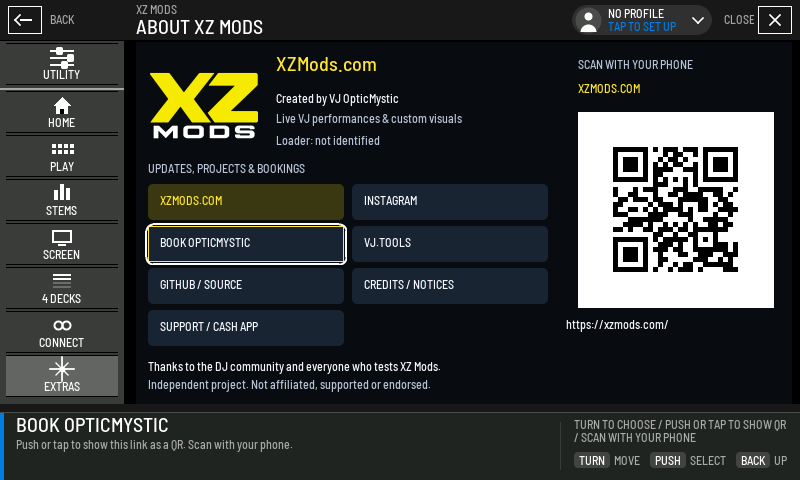 BACK
XZ MODS
ABOUT XZ MODS
NO PROFILE
TAP TO SET UP
CLOSE
UTILITY
HOME
PLAY
STEMS
SCREEN
4 DECKS
CONNECT
EXTRAS
XZ
MODS
XZMods.com
Created by VJ OpticMystic
Live VJ performances & custom visuals
Loader: not identified
UPDATES, PROJECTS & BOOKINGS
XZMODS.COM
INSTAGRAM
BOOK OPTICMYSTIC
VJ.TOOLS
GITHUB / SOURCE
CREDITS / NOTICES
SUPPORT / CASH APP
Thanks to the DJ community and everyone who tests XZ Mods.
Independent project. Not affiliated, supported or endorsed.
SCAN WITH YOUR PHONE
XZMODS.COM
https://xzmods.com/
BOOK OPTICMYSTIC
Push or tap to show this link as a QR. Scan with your phone.
TURN TO CHOOSE / PUSH OR TAP TO SHOW QR
/ SCAN WITH YOUR PHONE
TURN MOVE PUSH SELECT BACK UP